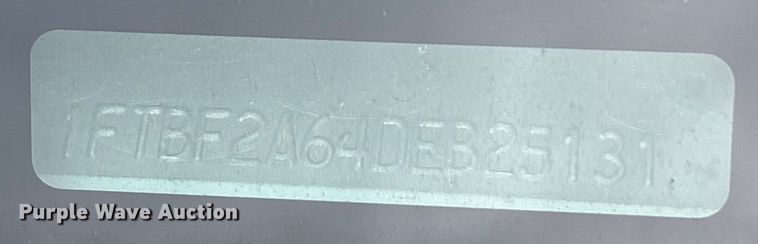 1FTBF2A64DEB25131
Purple Wave Auction